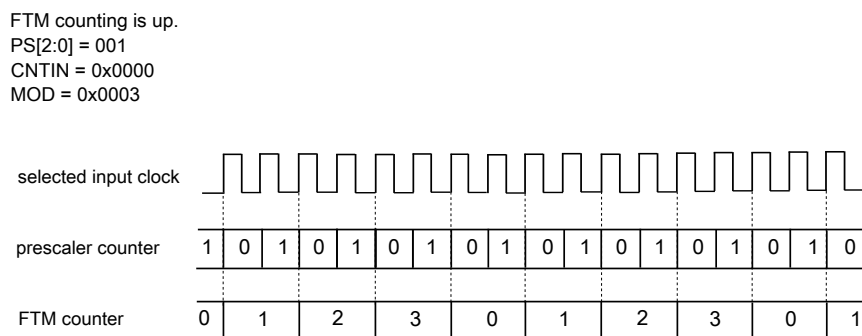 FTM counting is up.
PS[2:0] = 001
CNTIN = 0x0000
MOD = 0x0003
selected input clock
prescaler counter 1 0 1 0 1 0 1 0 1 0 1 0 1 0 1 0 1 0
FTM counter 0 1 2 3 0 1 2 3 0 1